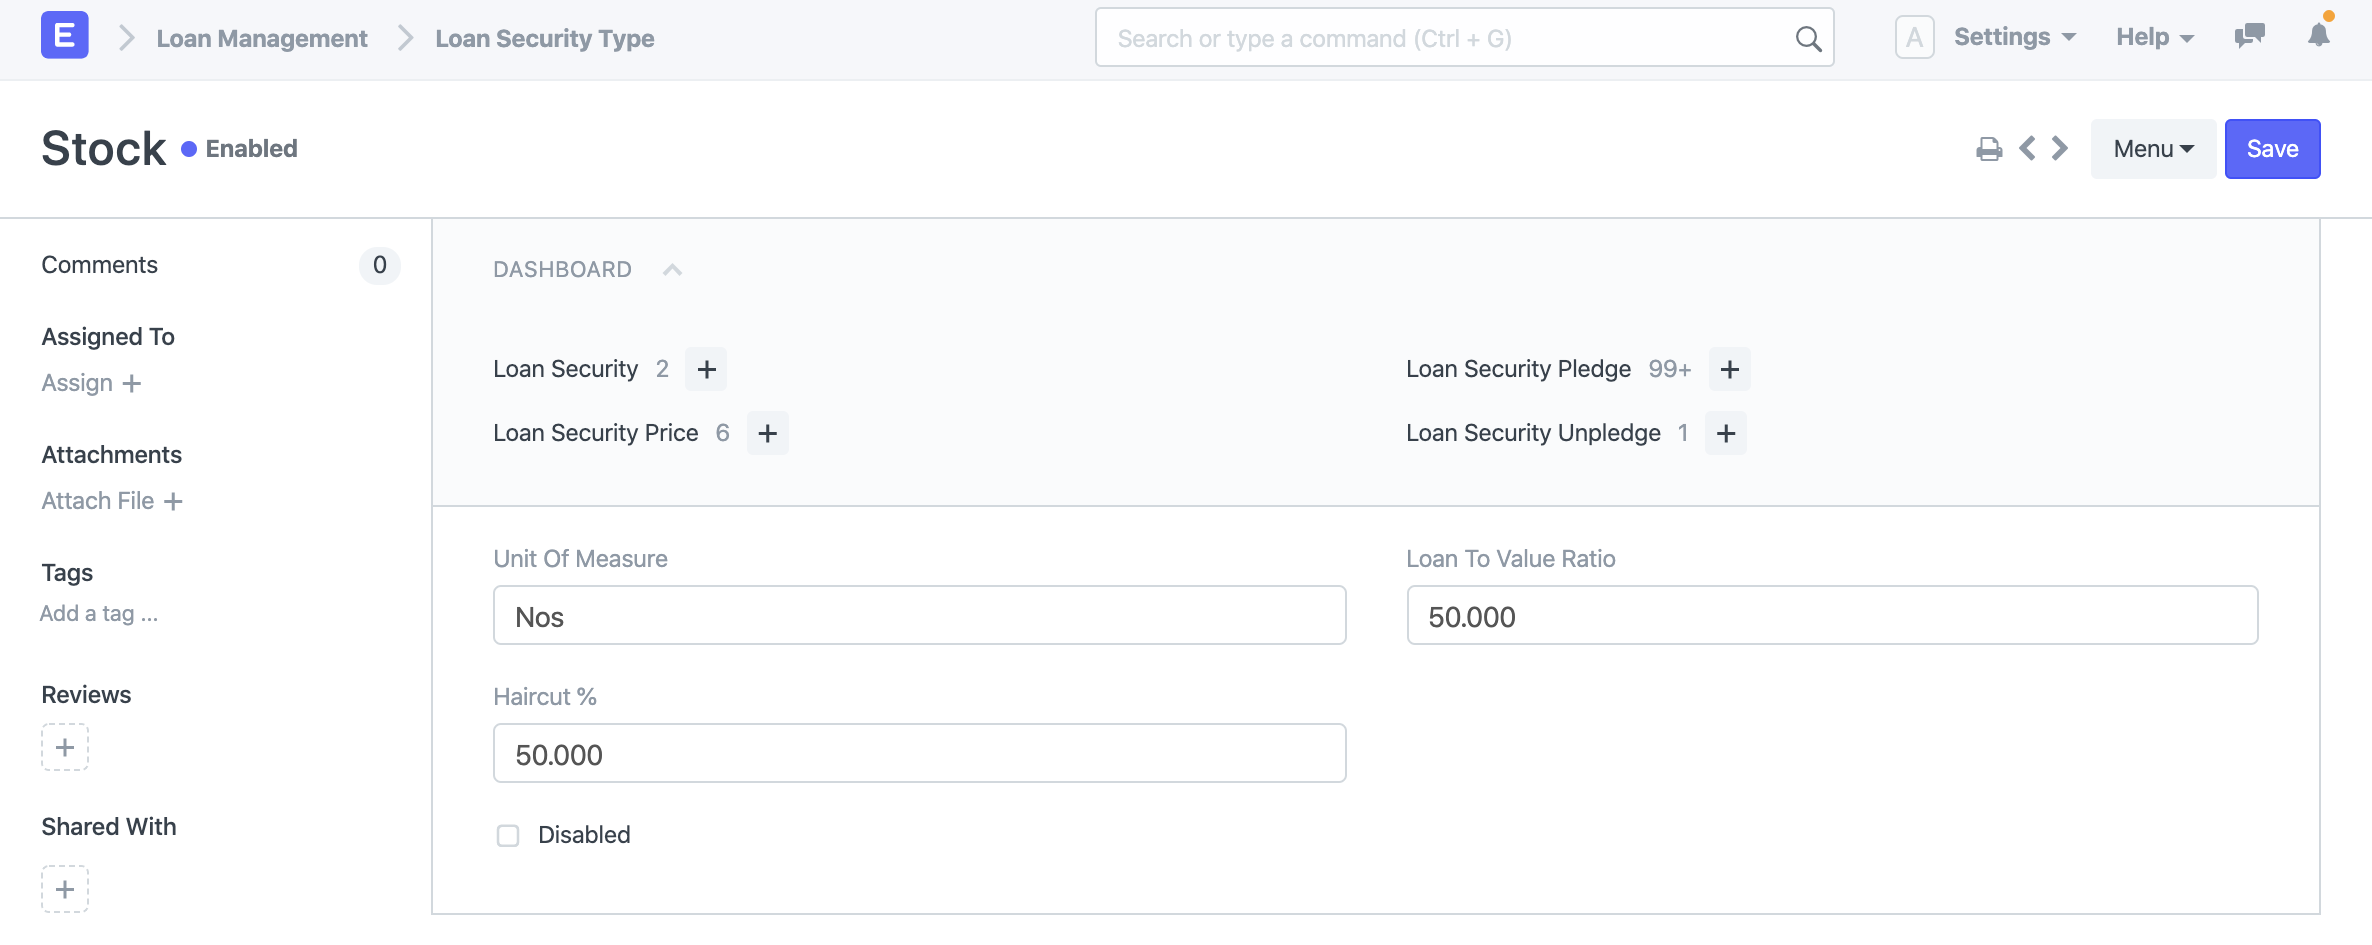 E Loan Management Loan Security Type Search or type a command (Ctrl + G) A Settings Help
Stock Enabled Menu Save
Comments 0
Assigned To
Assign +
Attachments
Attach File +
Tags
Add a tag ...
Reviews
+
Shared With
+
DASHBOARD
Loan Security 2 +
Loan Security Price 6 +
Loan Security Pledge 99+ +
Loan Security Unpledge 1 +
Unit Of Measure
Nos
Loan To Value Ratio
50.000
Haircut %
50.000
Disabled